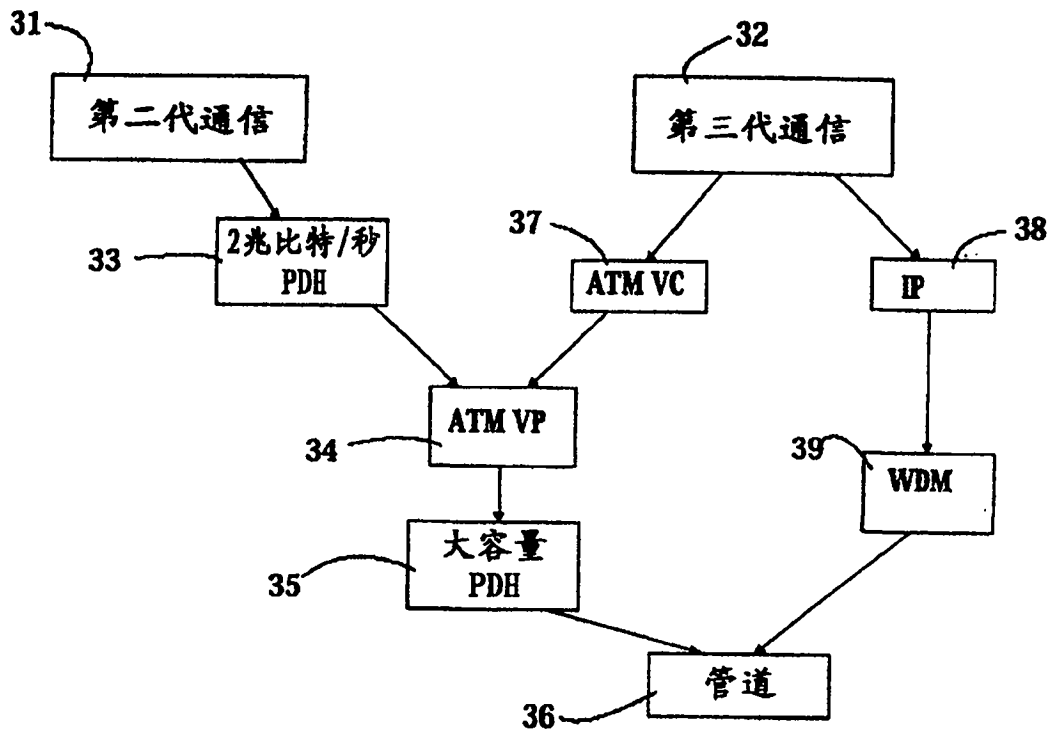 31
32
第二代通信
第三代通信
33
2兆比特/秒
PDH
37
ATM VC
38
IP
34
ATM VP
39
WDM
35
大容量
PDH
36
管道